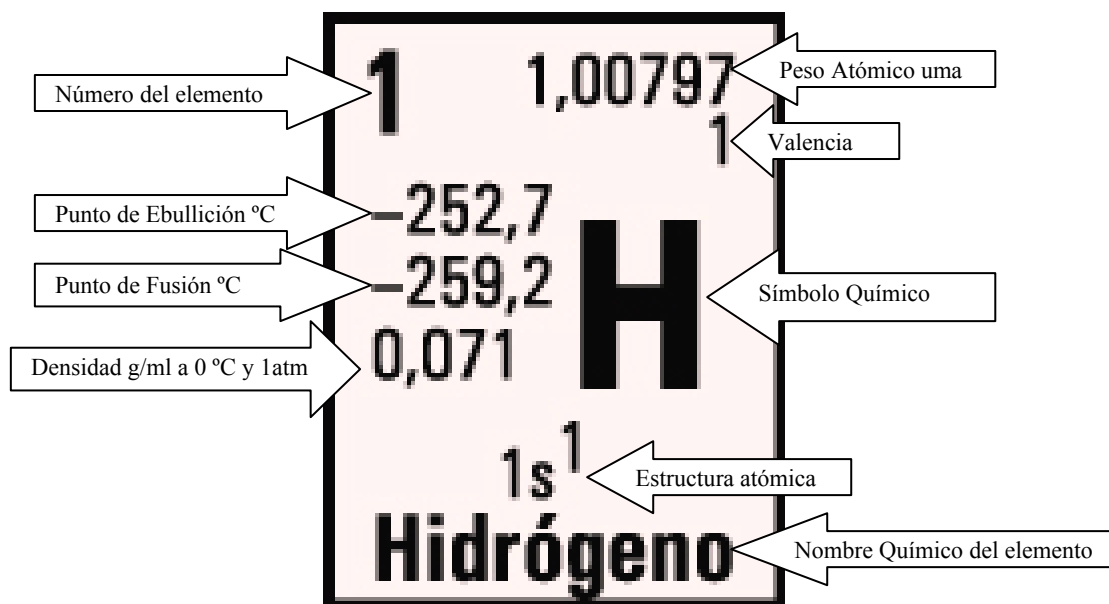 1
1,00797
Peso Atómico uma
Número del elemento
1
Valencia
Punto de Ebullición ºC
–252,7
Punto de Fusión ºC
–259,2
H
Símbolo Químico
Densidad g/ml a 0 ºC y 1atm
0,071
1s¹
Estructura atómica
Hidrógeno
Nombre Químico del elemento